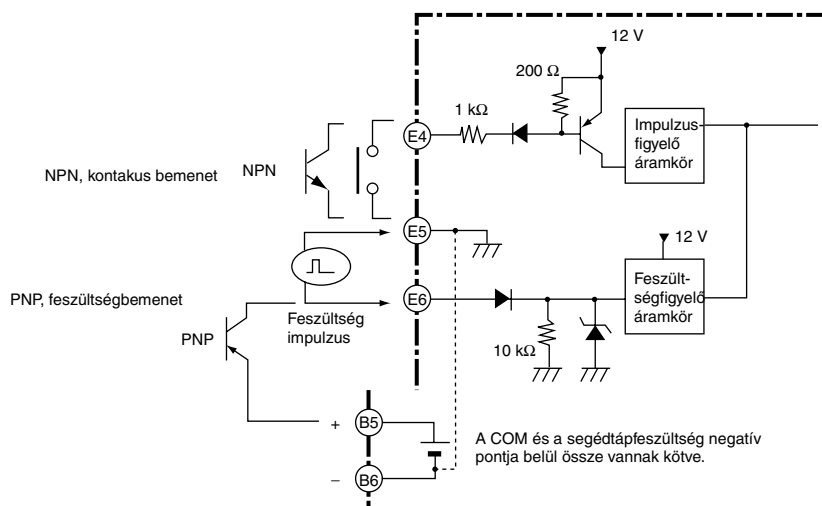 12 V
200 Ω
1 kΩ
E4
Impulzus-
figyelő
áramkör
NPN, kontakus bemenet
NPN
E5
12 V
PNP, feszültségbemenet
E6
Feszült-
ségfigyelő
áramkör
Feszültség
impulzus
PNP
10 kΩ
+
B5
A COM és a segédtápfeszültség negatív
pontja belül össze vannak kötve.
–
B6